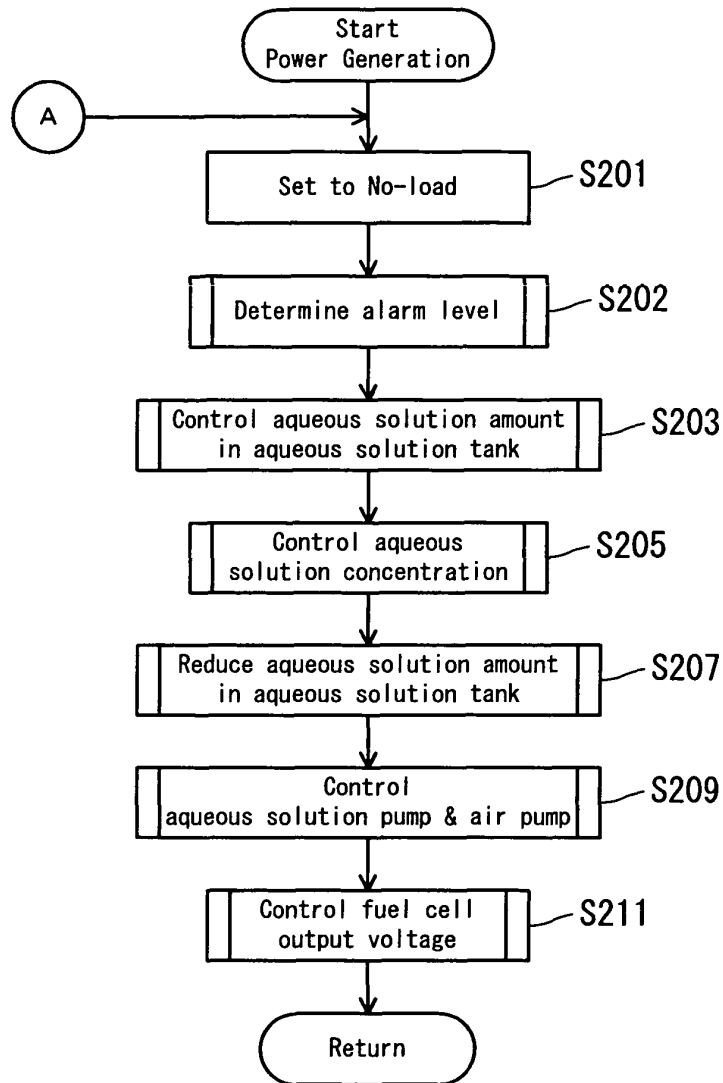 Start
Power Generation
A
Set to No-load
S201
Determine alarm level
S202
Control aqueous solution amount
in aqueous solution tank
S203
Control aqueous
solution concentration
S205
Reduce aqueous solution amount
in aqueous solution tank
S207
Control
aqueous solution pump & air pump
S209
Control fuel cell
output voltage
S211
Return